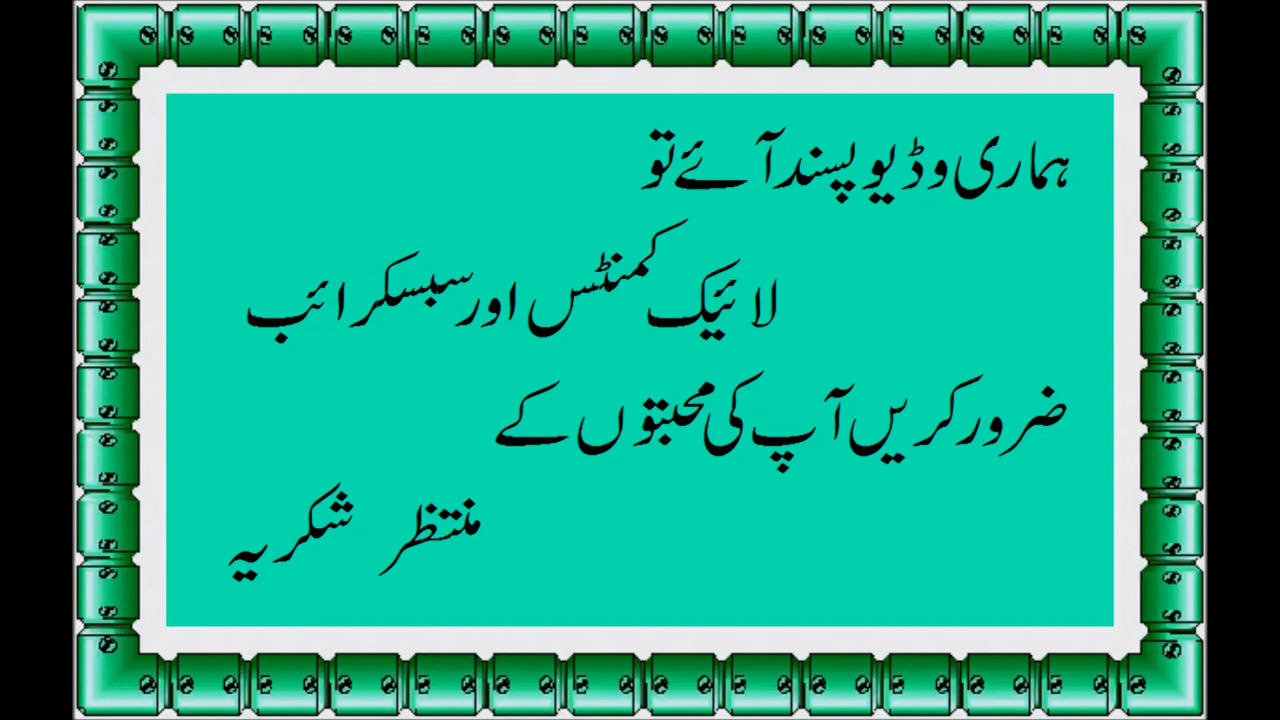 ہماری وڈیو پسند آئے تو
لائیک کمنٹس اور سبسکرائب
ضرور کریں آپ کی محبتوں کے
منتظر شکریہ